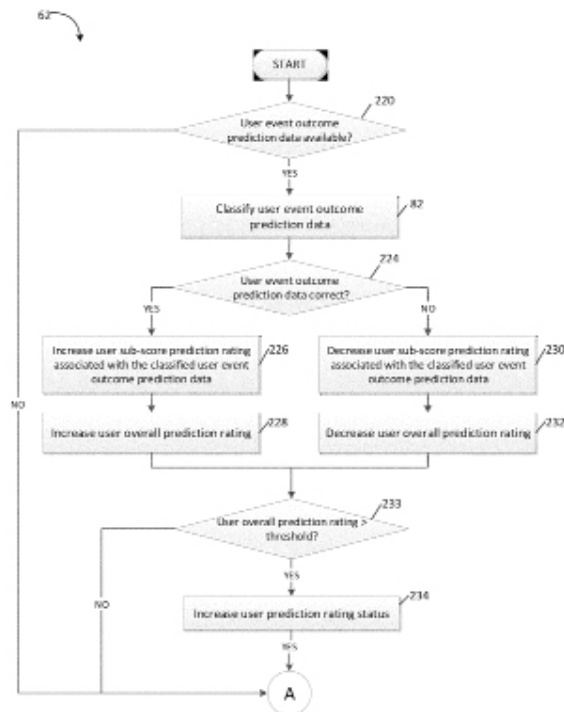 62
START
220
User event outcome
prediction data available?
YES
82
Classify user event outcome
prediction data
224
User event outcome
prediction data correct?
YES
NO
Increase user sub-score prediction rating
associated with the classified user event
outcome prediction data
226
Decrease user sub-score prediction rating
associated with the classified user event
outcome prediction data
230
NO
Increase user overall prediction rating
228
Decrease user overall prediction rating
232
233
User overall prediction rating >
threshold?
YES
NO
234
Increase user prediction rating status
YES
A